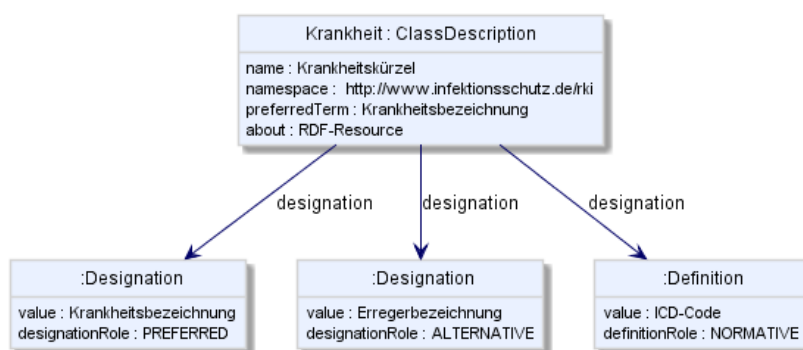 Krankheit : ClassDescription
name : Krankheitskürzel
namespace : http://www.infektionsschutz.de/rki
preferredTerm : Krankheitsbezeichnung
about : RDF-Resource
designation
designation
designation
:Designation
value : Krankheitsbezeichnung
designationRole : PREFERRED
:Designation
value : Erregerbezeichnung
designationRole : ALTERNATIVE
:Definition
value : ICD-Code
definitionRole : NORMATIVE